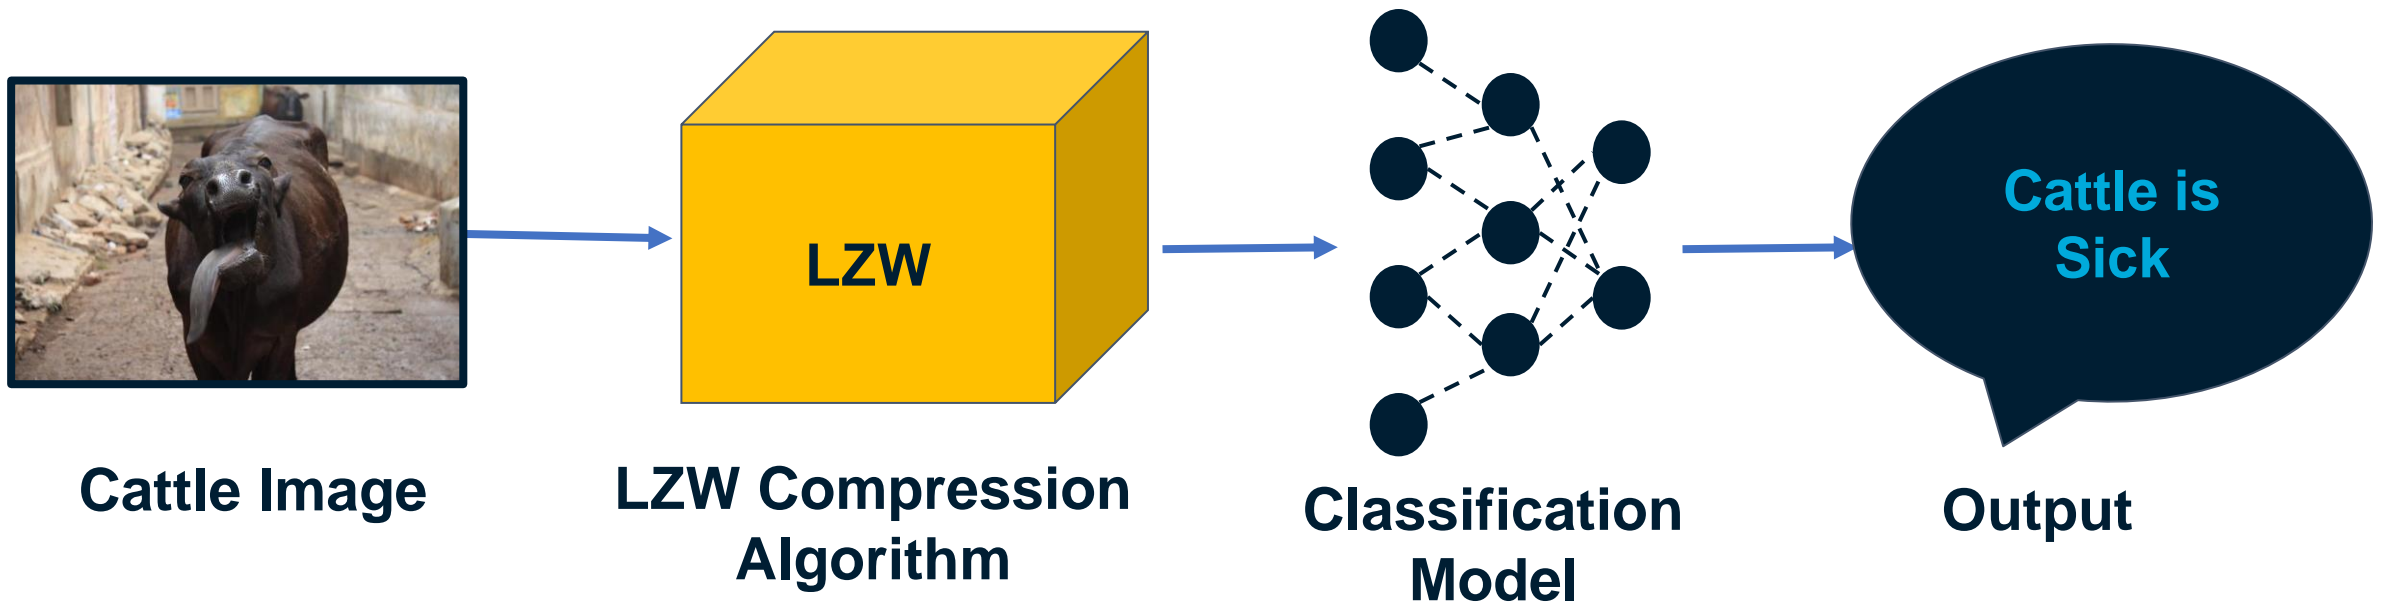 LZW
Cattle is
Sick
Cattle Image
LZW Compression
Algorithm
Classification
Model
Output